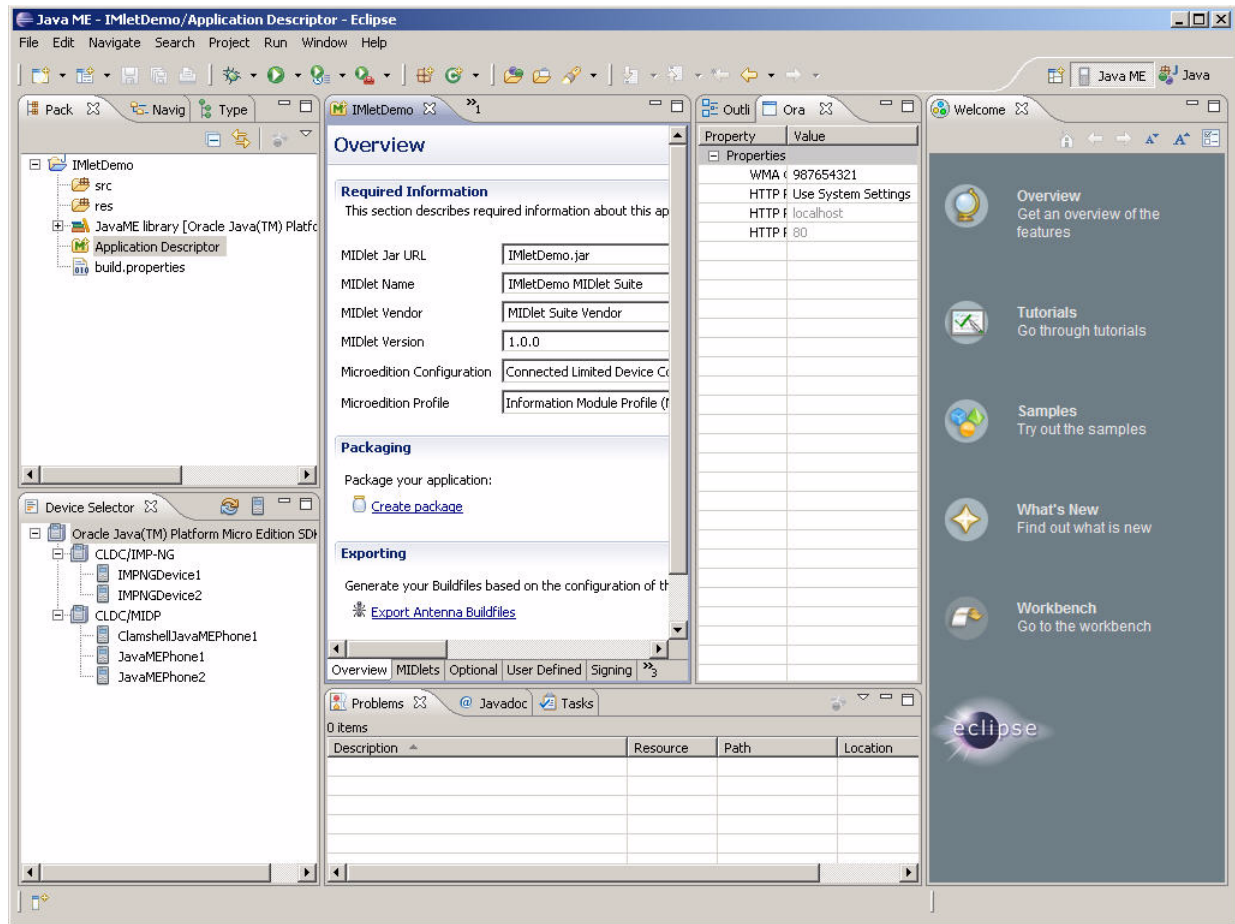 Java ME - IMletDemo/Application Descriptor - Eclipse
File Edit Navigate Search Project Run Window Help
Java ME Java
Pack Navig Type
IMletDemo
src
res
JavaME library [Oracle Java(TM) Platfo
Application Descriptor
build.properties
Device Selector
Oracle Java(TM) Platform Micro Edition SDK
CLDC/IMP-NG
IMPNGDevice1
IMPNGDevice2
CLDC/MIDP
ClamshellJavaMEPhone1
JavaMEPhone1
JavaMEPhone2
IMletDemo »1
Overview
Required Information
This section describes required information about this ap
MIDlet Jar URL IMletDemo.jar
MIDlet Name IMletDemo MIDlet Suite
MIDlet Vendor MIDlet Suite Vendor
MIDlet Version 1.0.0
Microedition Configuration Connected Limited Device Co
Microedition Profile Information Module Profile (
Packaging
Package your application:
Create package
Exporting
Generate your Buildfiles based on the configuration of th
Export Antenna Buildfiles
Overview MIDlets Optional User Defined Signing »3
Outli Ora
Property Value
Properties
WMA 987654321
HTTP Use System Settings
HTTP localhost
HTTP 80
Problems @ Javadoc Tasks
0 items
Description Resource Path Location
Welcome
Overview
Get an overview of the
features
Tutorials
Go through tutorials
Samples
Try out the samples
What's New
Find out what is new
Workbench
Go to the workbench
eclipse